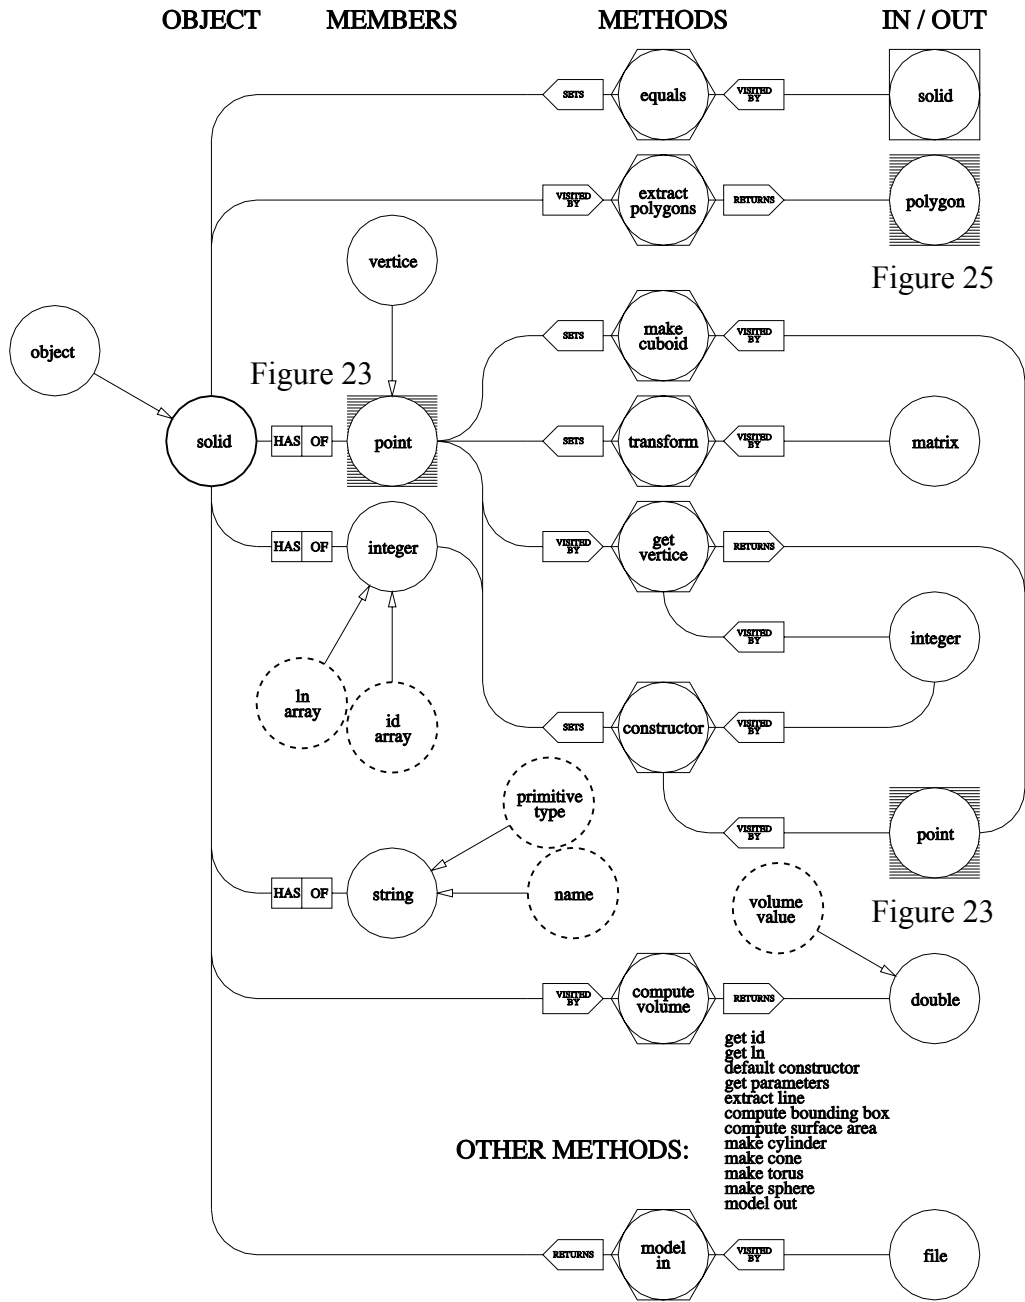 OBJECT MEMBERS METHODS IN / OUT
SETS equals VISITED BY solid
VISITED BY extract polygons RETURNS polygon
vertice
Figure 25
object
SETS make cuboid VISITED BY
Figure 23
solid HAS OF point SETS transform VISITED BY matrix
HAS OF integer VISITED BY get vertice RETURNS
VISITED BY integer
ln array
id array
SETS constructor VISITED BY
primitive type
VISITED BY point
HAS OF string name
volume value
Figure 23
VISITED BY compute volume RETURNS double
get id
get ln
default constructor
get parameters
extract line
compute bounding box
compute surface area
make cylinder
OTHER METHODS:
make cone
make torus
make sphere
model out
RETURNS model in VISITED BY file